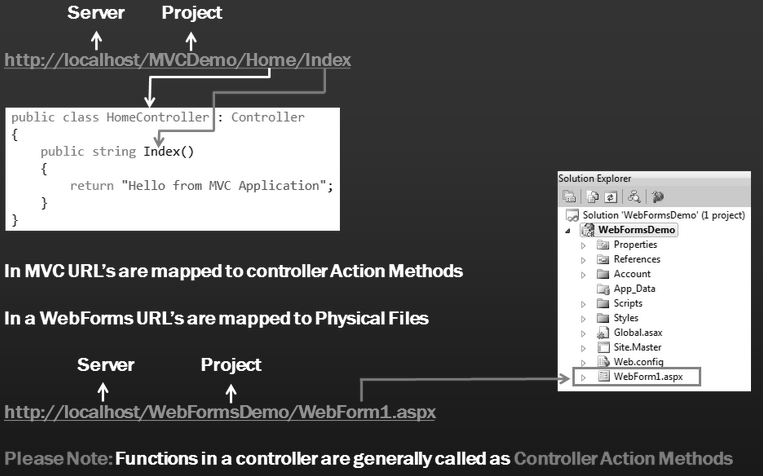 Server Project
http://localhost/MVCDemo/Home/Index
public class HomeController : Controller
{
public string Index()
{
return "Hello from MVC Application";
}
}
In MVC URL's are mapped to controller Action Methods
In a WebForms URL's are mapped to Physical Files
Server Project
http://localhost/WebFormsDemo/WebForm1.aspx
Solution Explorer
Solution 'WebFormsDemo' (1 project)
WebFormsDemo
Properties
References
Account
App_Data
Scripts
Styles
Global.asax
Site.Master
Web.config
WebForm1.aspx
Please Note: Functions in a controller are generally called as Controller Action Methods